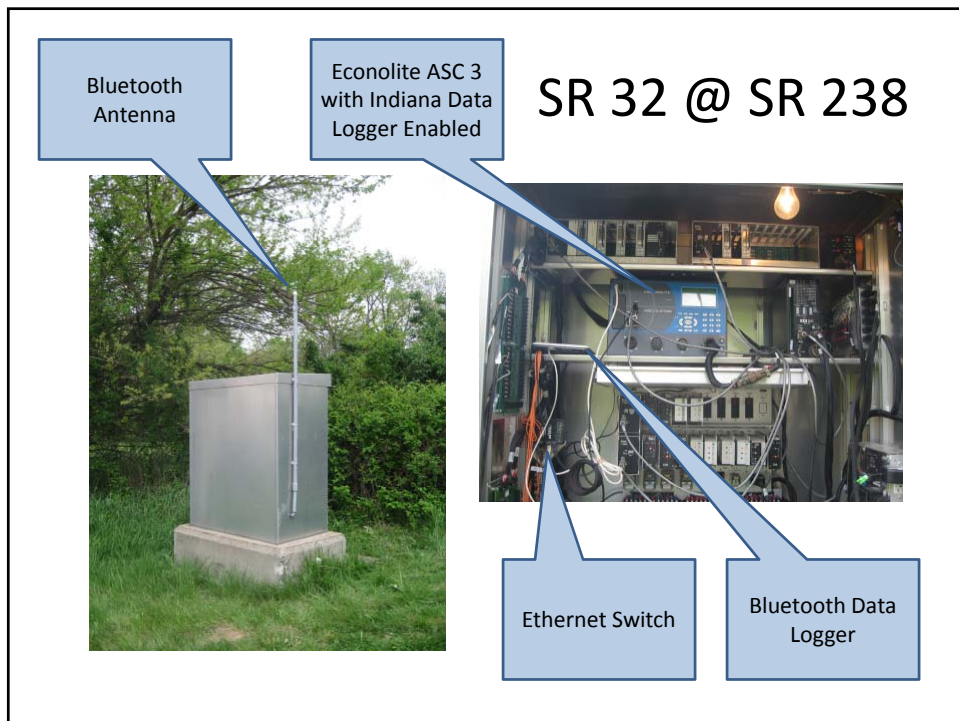 Bluetooth
Antenna
Econolite ASC 3
with Indiana Data
Logger Enabled
SR 32 @ SR 238
Ethernet Switch
Bluetooth Data
Logger